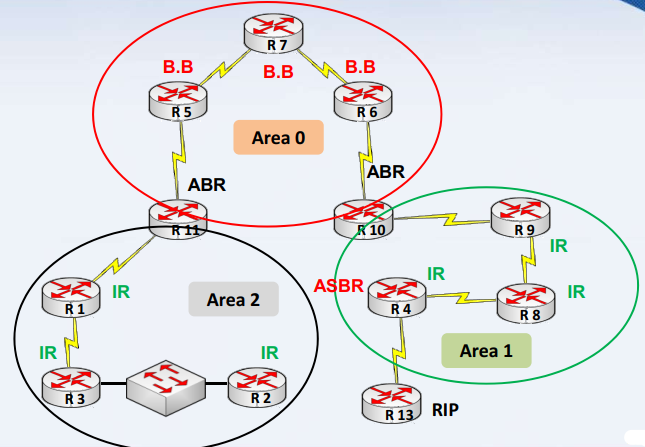 R 7
B.B
B.B
B.B
R 5
R 6
Area 0
ABR
ABR
R 11
R 10
R 9
IR
ASBR
IR
IR
R 4
R 8
IR
R 1
Area 2
Area 1
IR
IR
R 3
R 2
R 13
RIP